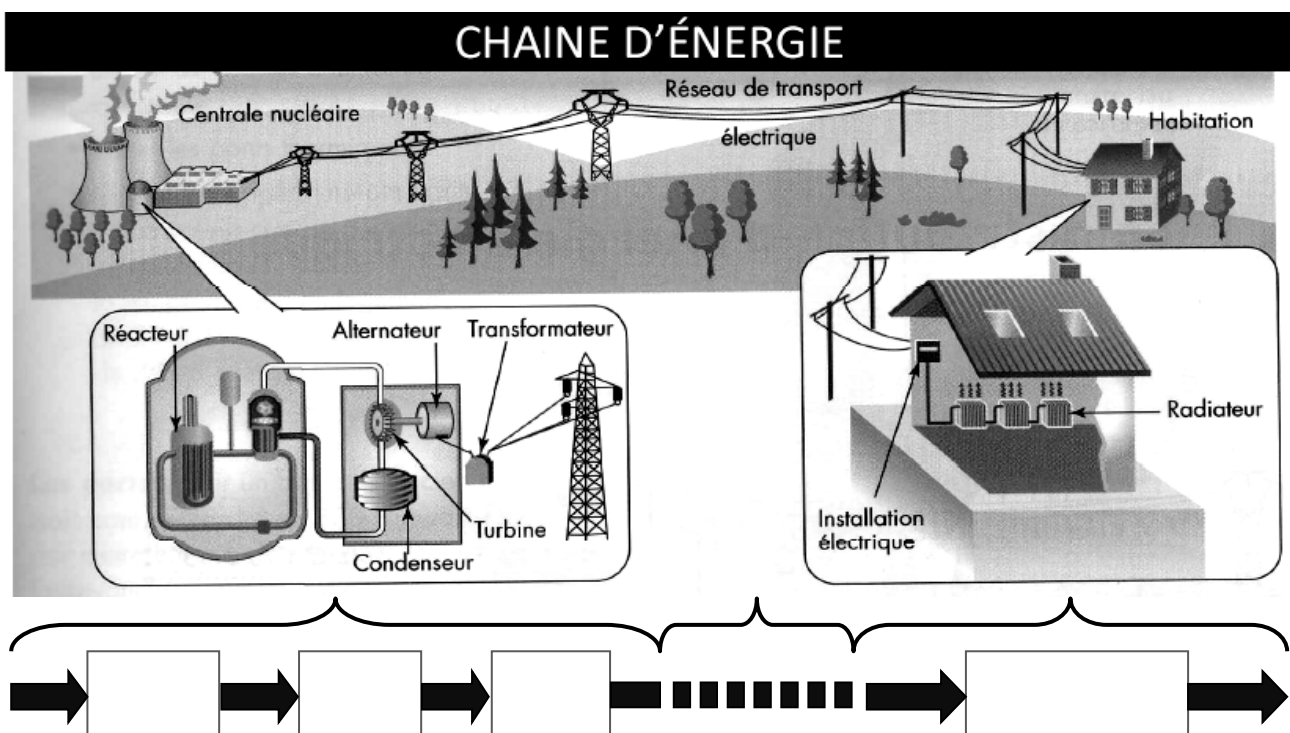 CHAINE D'ÉNERGIE
Centrale nucléaire
Réseau de transport
électrique
Habitation
Réacteur
Alternateur
Transformateur
Turbine
Condenseur
Radiateur
Installation
électrique